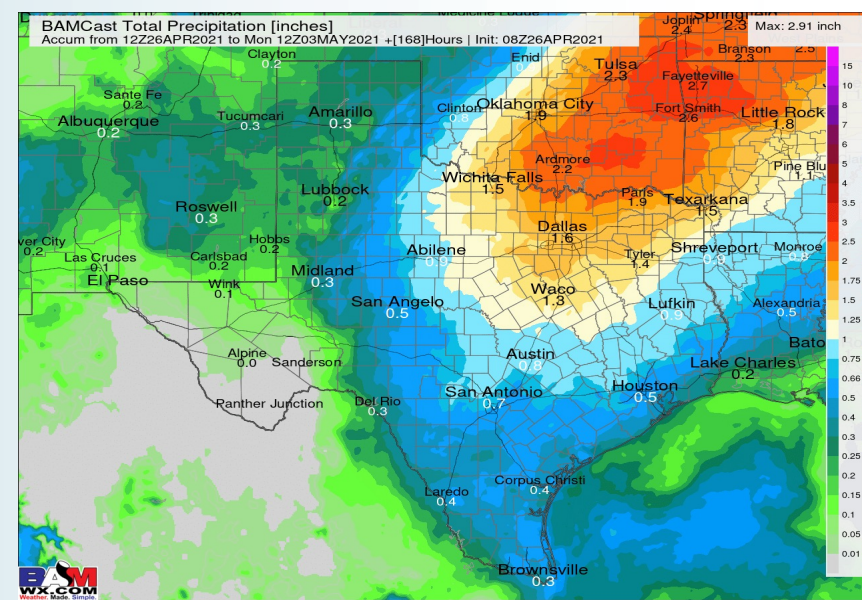 BAMCast Total Precipitation [inches]
Accum from 12Z26APR2021 to Mon 12Z03MAY2021 +[168]Hours | Init: 08Z26APR2021
Max: 2.91 inch
Joplin
2.4
Springfield
2.3
Clayton
0.2
Enid
Tulsa
2.3
Branson
2.3
2.5
Fayetteville
2.7
Sante Fe
0.2
Albuquerque
0.2
Tucumcari
0.3
Amarillo
0.3
Clinton
0.8
Oklahoma City
1.9
Fort Smith
2.6
Little Rock
1.8
Ardmore
2.2
Pine Blu
1.1
Wichita Falls
1.5
Lubbock
0.2
Paris
1.9
Texarkana
1.5
Roswell
0.3
Dallas
1.6
ver City
0.2
Las Cruces
0.1
Carlsbad
0.2
Hobbs
0.2
Abilene
0.9
Tyler
1.4
Shreveport
0.9
Monroe
0.8
El Paso
Wink
0.1
Midland
0.3
Waco
1.3
San Angelo
0.5
Lufkin
0.9
Alexandria
0.5
Bato
Alpine
0.0
Sanderson
Austin
0.8
Lake Charles
0.2
Panther Junction
Del Rio
0.3
San Antonio
0.7
Houston
0.5
Laredo
0.4
Corpus Christi
0.4
Brownsville
0.3
15
10
8
7
6
5
4
3.5
3
2.5
2
1.75
1.5
1.25
1
0.75
0.66
0.5
0.4
0.3
0.25
0.2
0.15
0.1
0.05
0.01
BAM
WX.COM
Weather. Made. Simple.